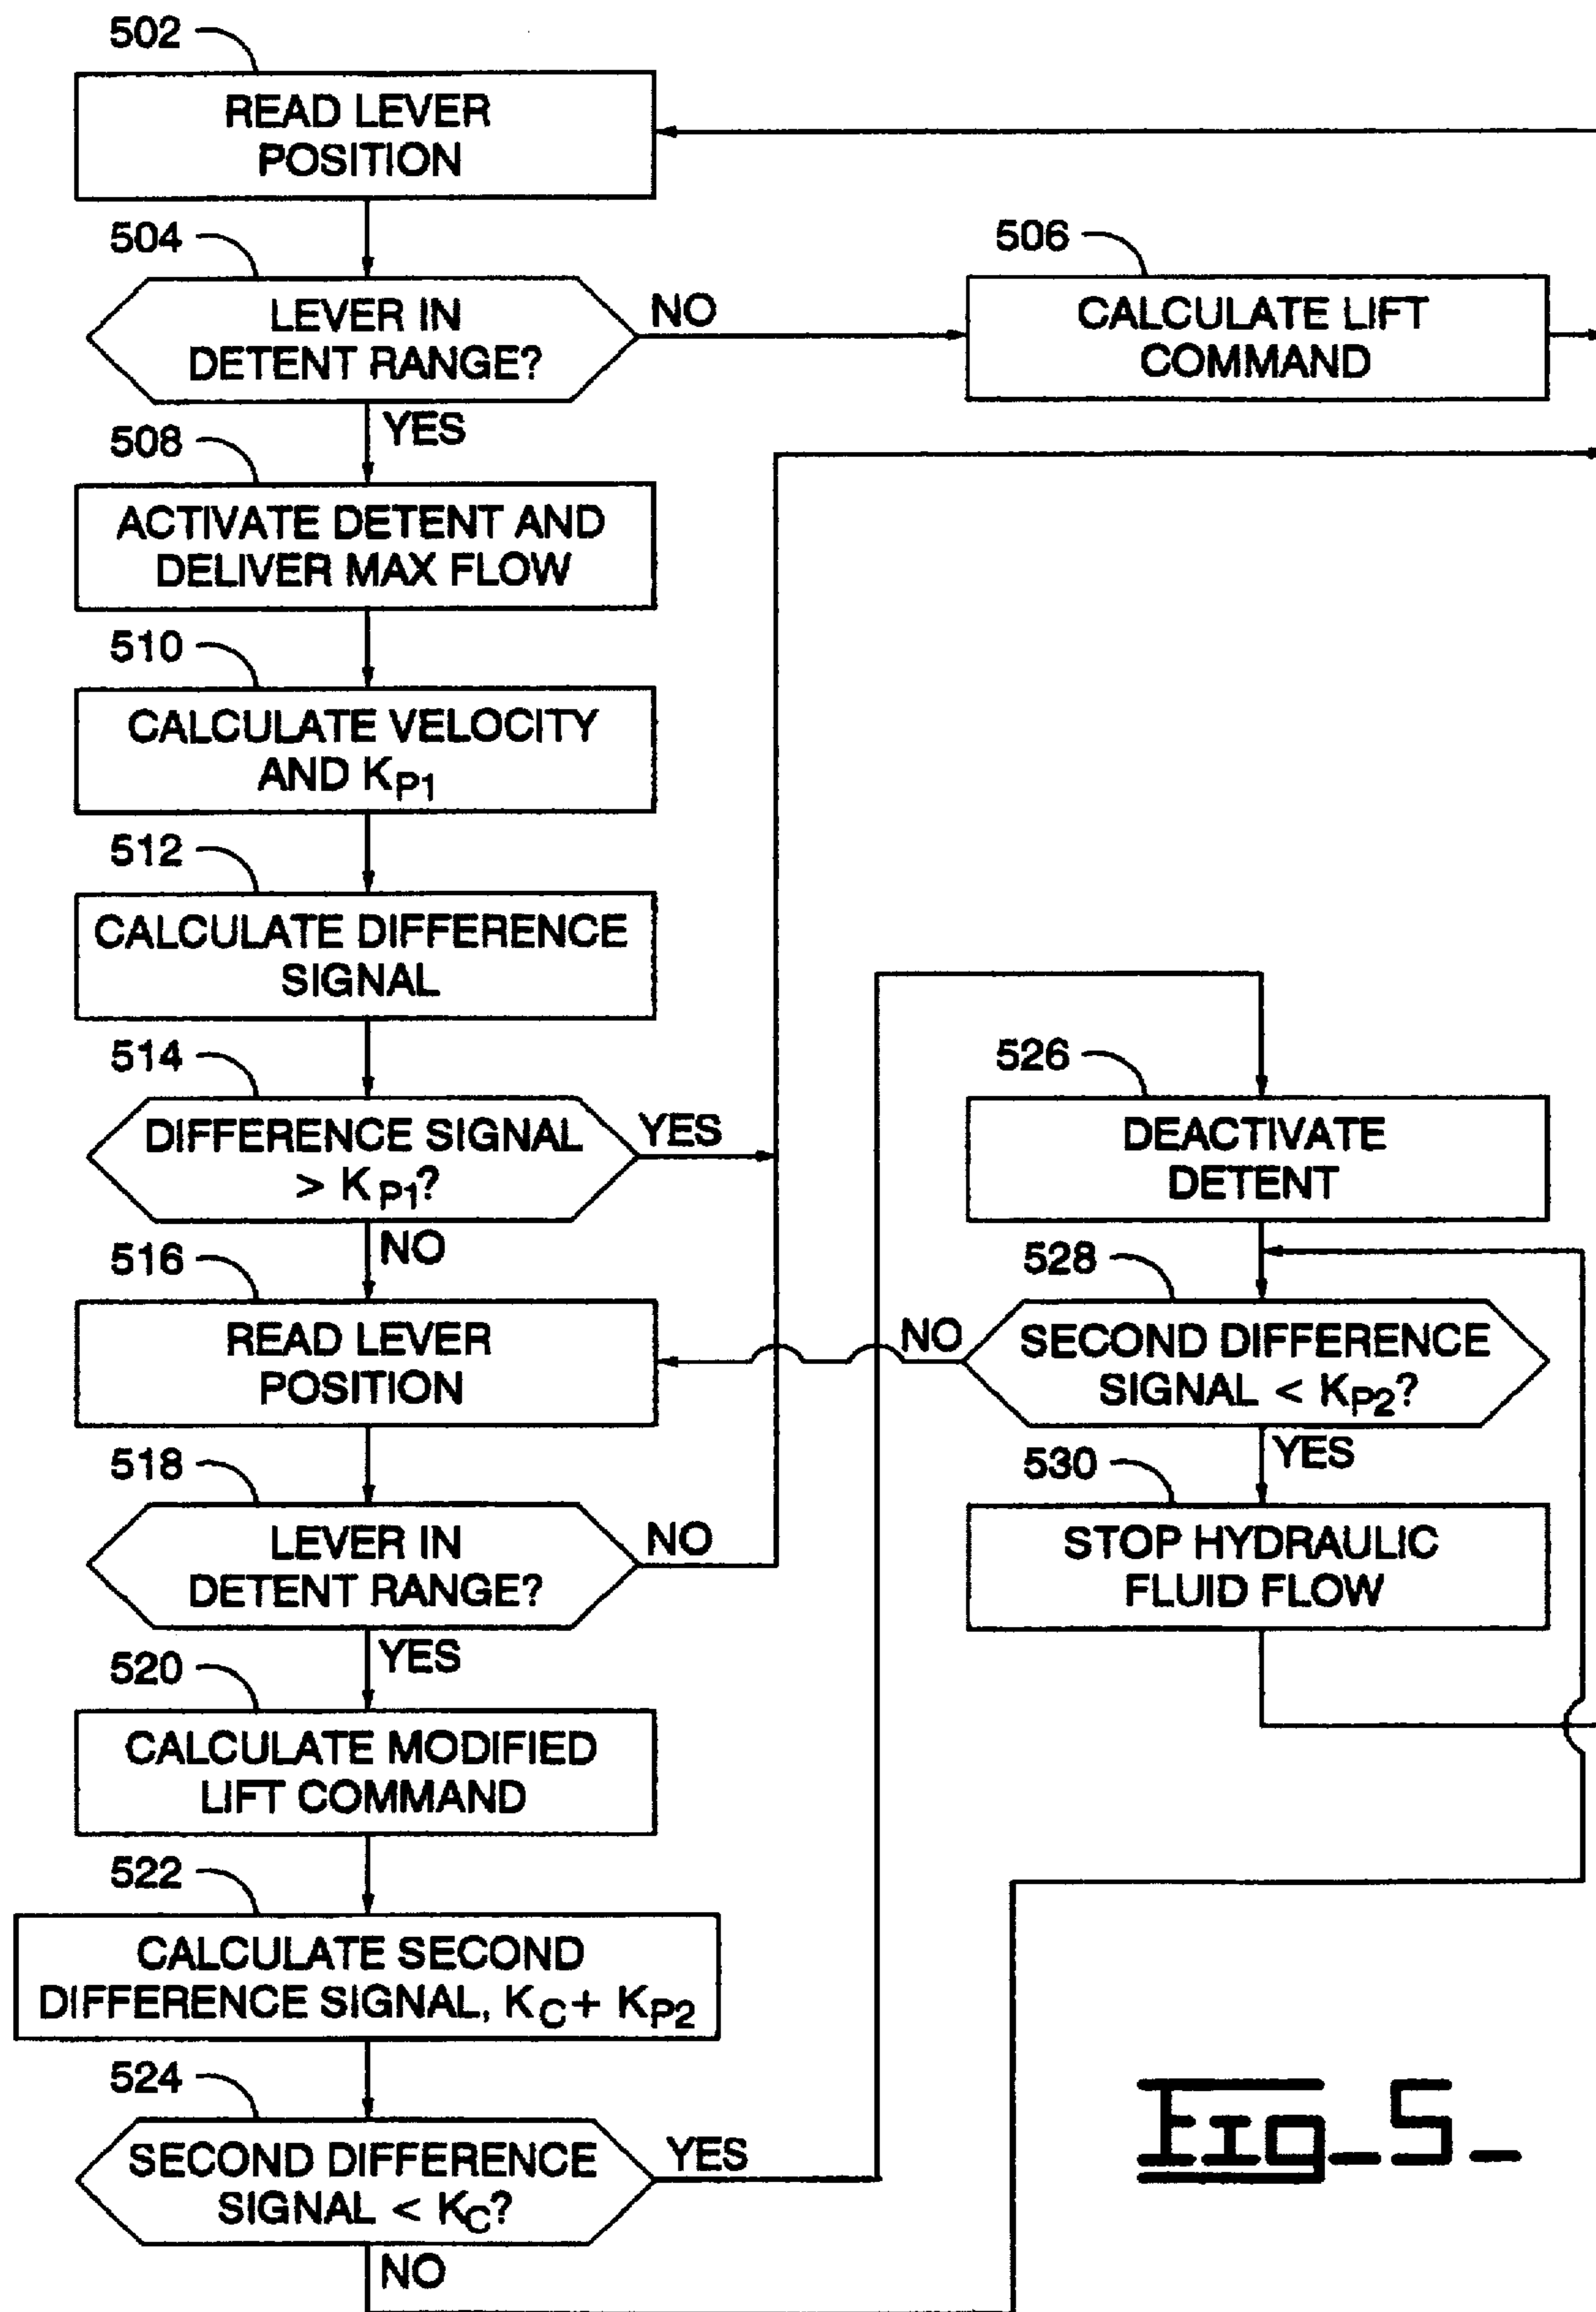 502
READ LEVER
POSITION
504
LEVER IN
DETENT RANGE?
NO
YES
506
CALCULATE LIFT
COMMAND
508
ACTIVATE DETENT AND
DELIVER MAX FLOW
510
CALCULATE VELOCITY
AND KP1
512
CALCULATE DIFFERENCE
SIGNAL
514
DIFFERENCE SIGNAL
> KP1?
YES
NO
516
READ LEVER
POSITION
518
LEVER IN
DETENT RANGE?
NO
YES
520
CALCULATE MODIFIED
LIFT COMMAND
522
CALCULATE SECOND
DIFFERENCE SIGNAL, KC+ KP2
524
SECOND DIFFERENCE
SIGNAL < KC?
YES
NO
526
DEACTIVATE
DETENT
528
SECOND DIFFERENCE
SIGNAL < KP2?
NO
YES
530
STOP HYDRAULIC
FLUID FLOW
Fig_5_